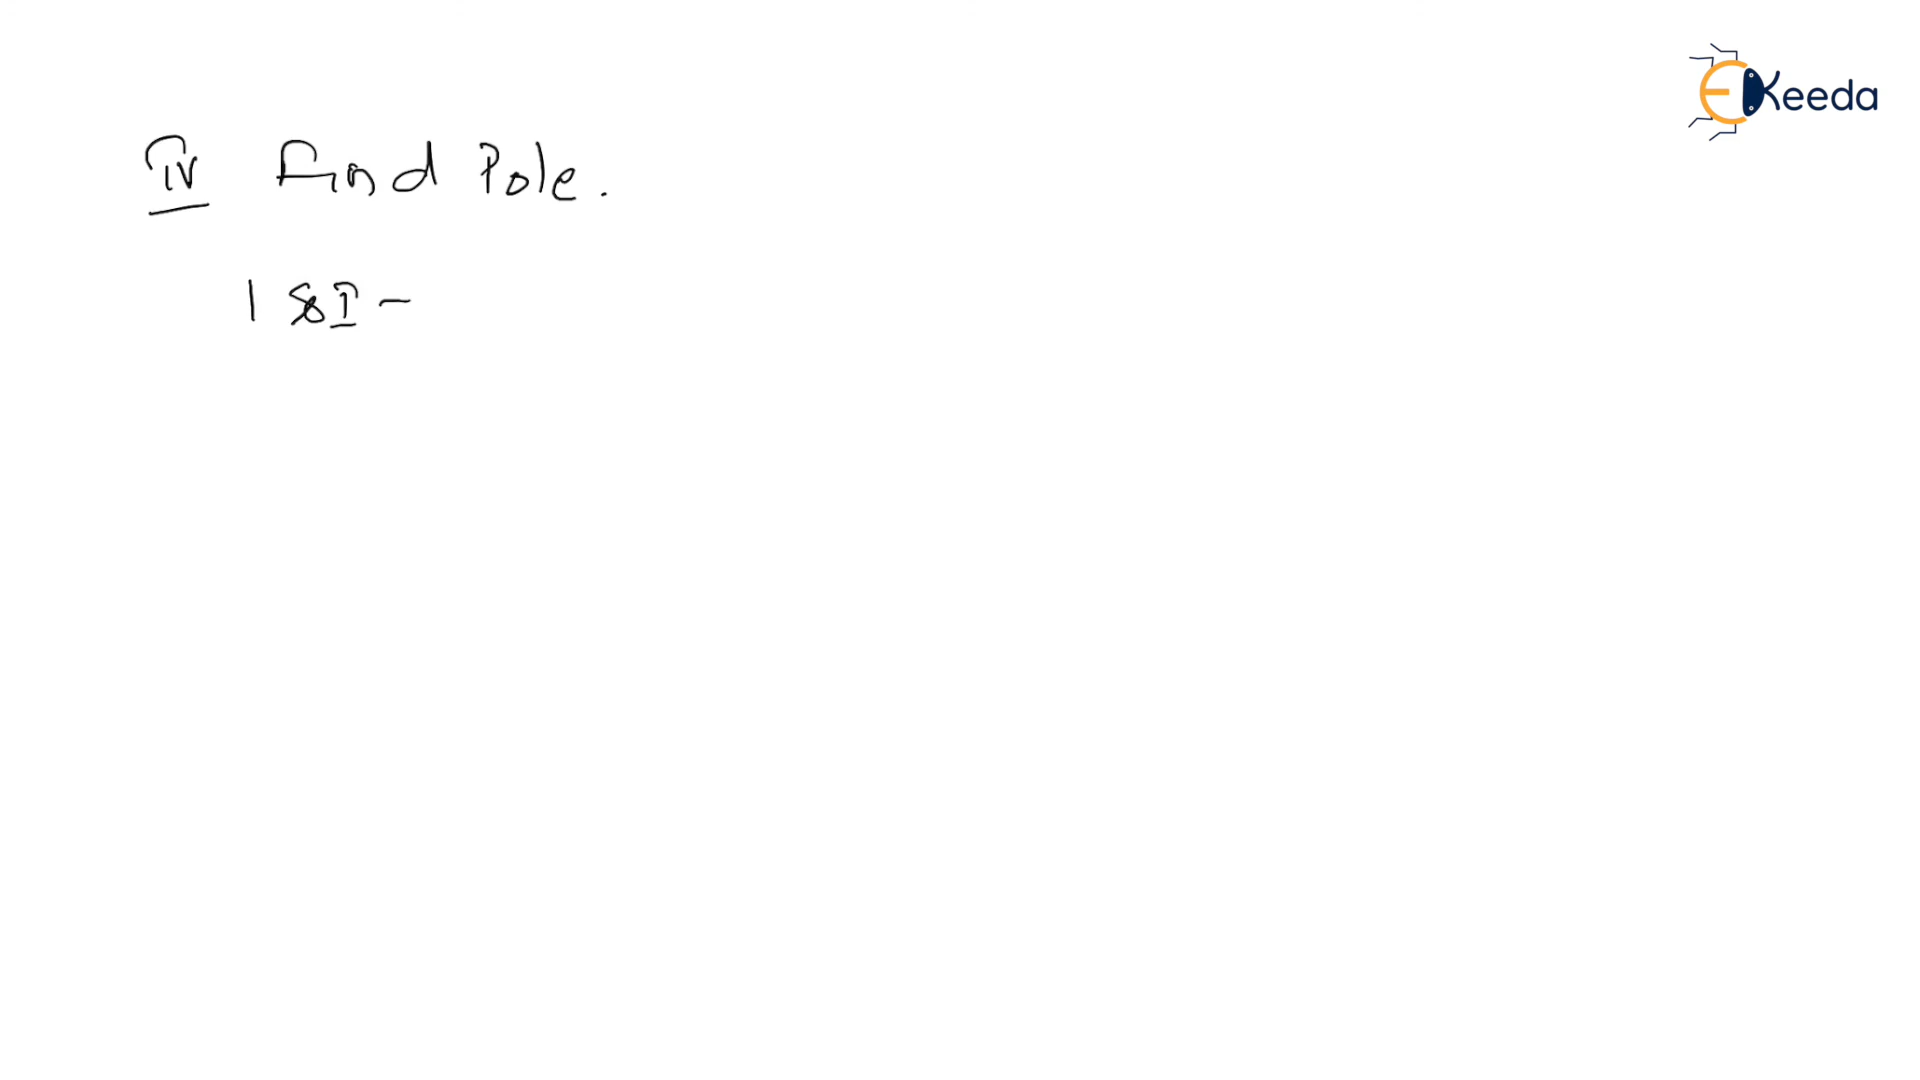 EKeeda
IV Find Pole.
| sI -